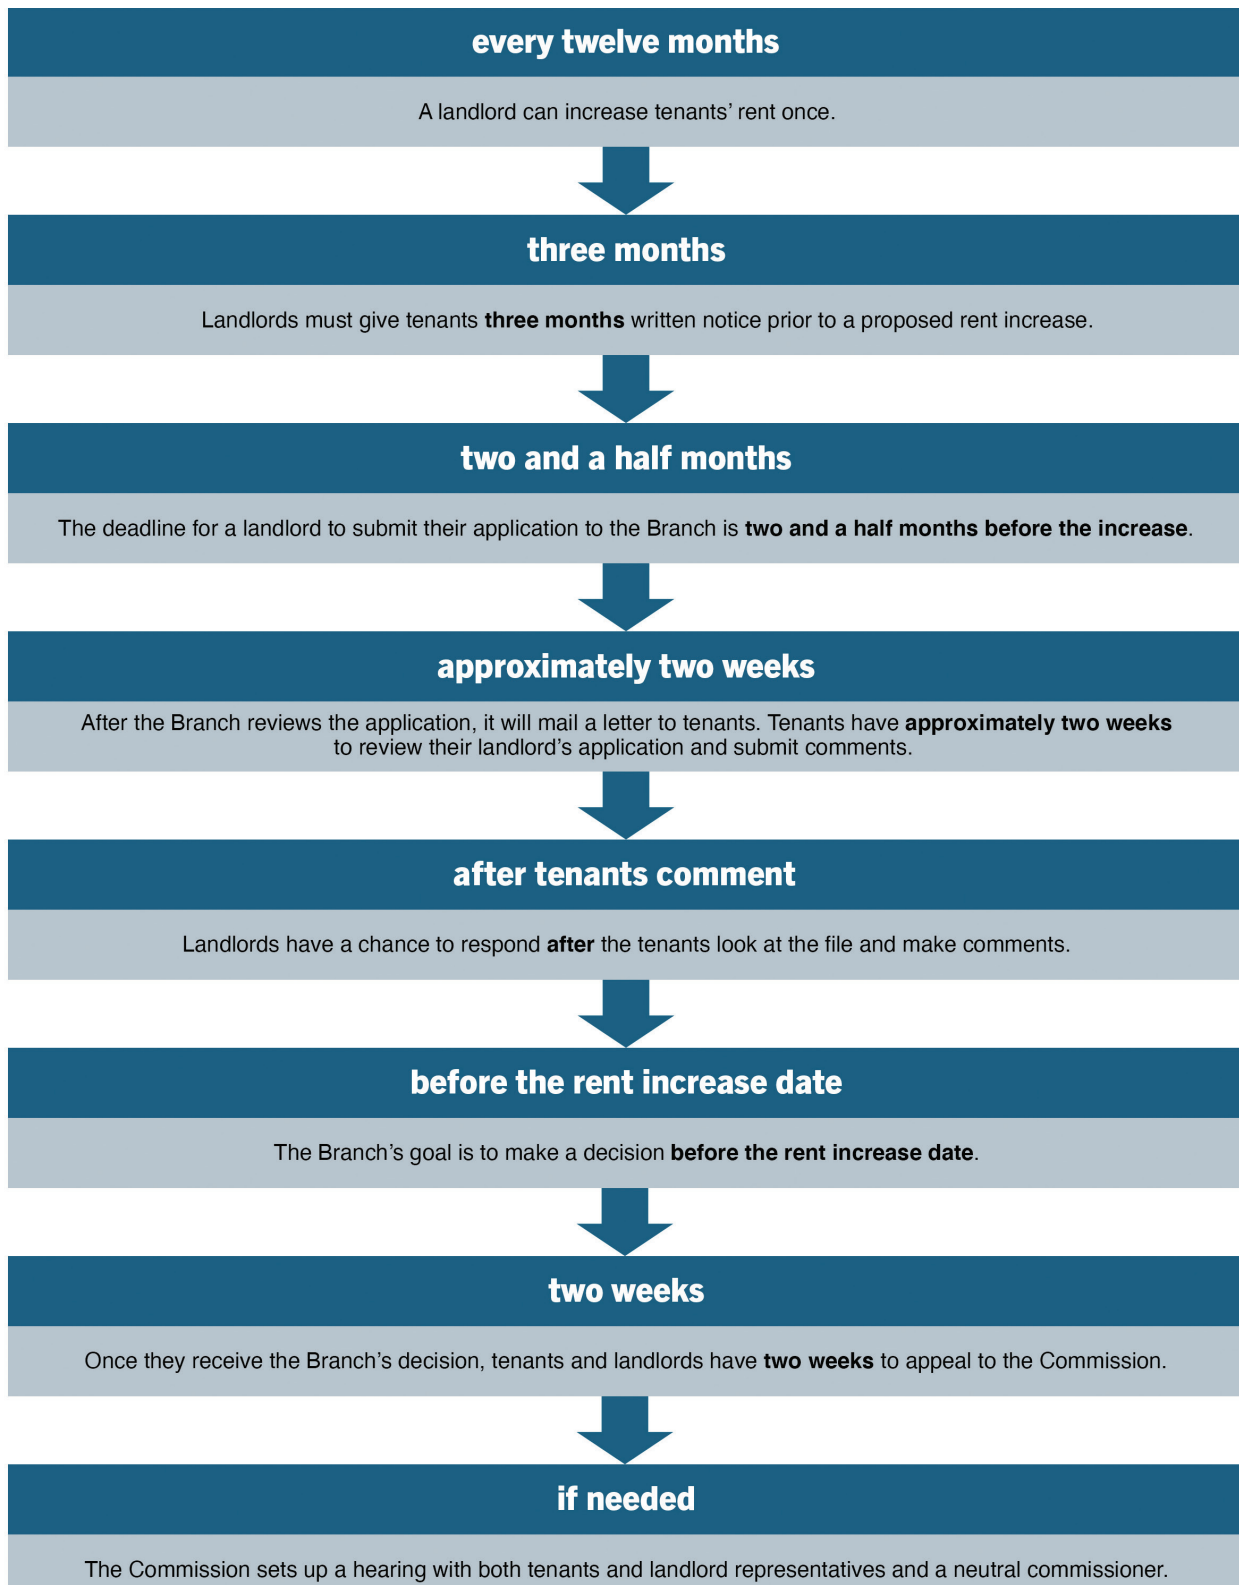 every twelve months
A landlord can increase tenants’ rent once.
three months
Landlords must give tenants three months written notice prior to a proposed rent increase.
two and a half months
The deadline for a landlord to submit their application to the Branch is two and a half months before the increase.
approximately two weeks
After the Branch reviews the application, it will mail a letter to tenants. Tenants have approximately two weeks
to review their landlord’s application and submit comments.
after tenants comment
Landlords have a chance to respond after the tenants look at the file and make comments.
before the rent increase date
The Branch’s goal is to make a decision before the rent increase date.
two weeks
Once they receive the Branch’s decision, tenants and landlords have two weeks to appeal to the Commission.
if needed
The Commission sets up a hearing with both tenants and landlord representatives and a neutral commissioner.